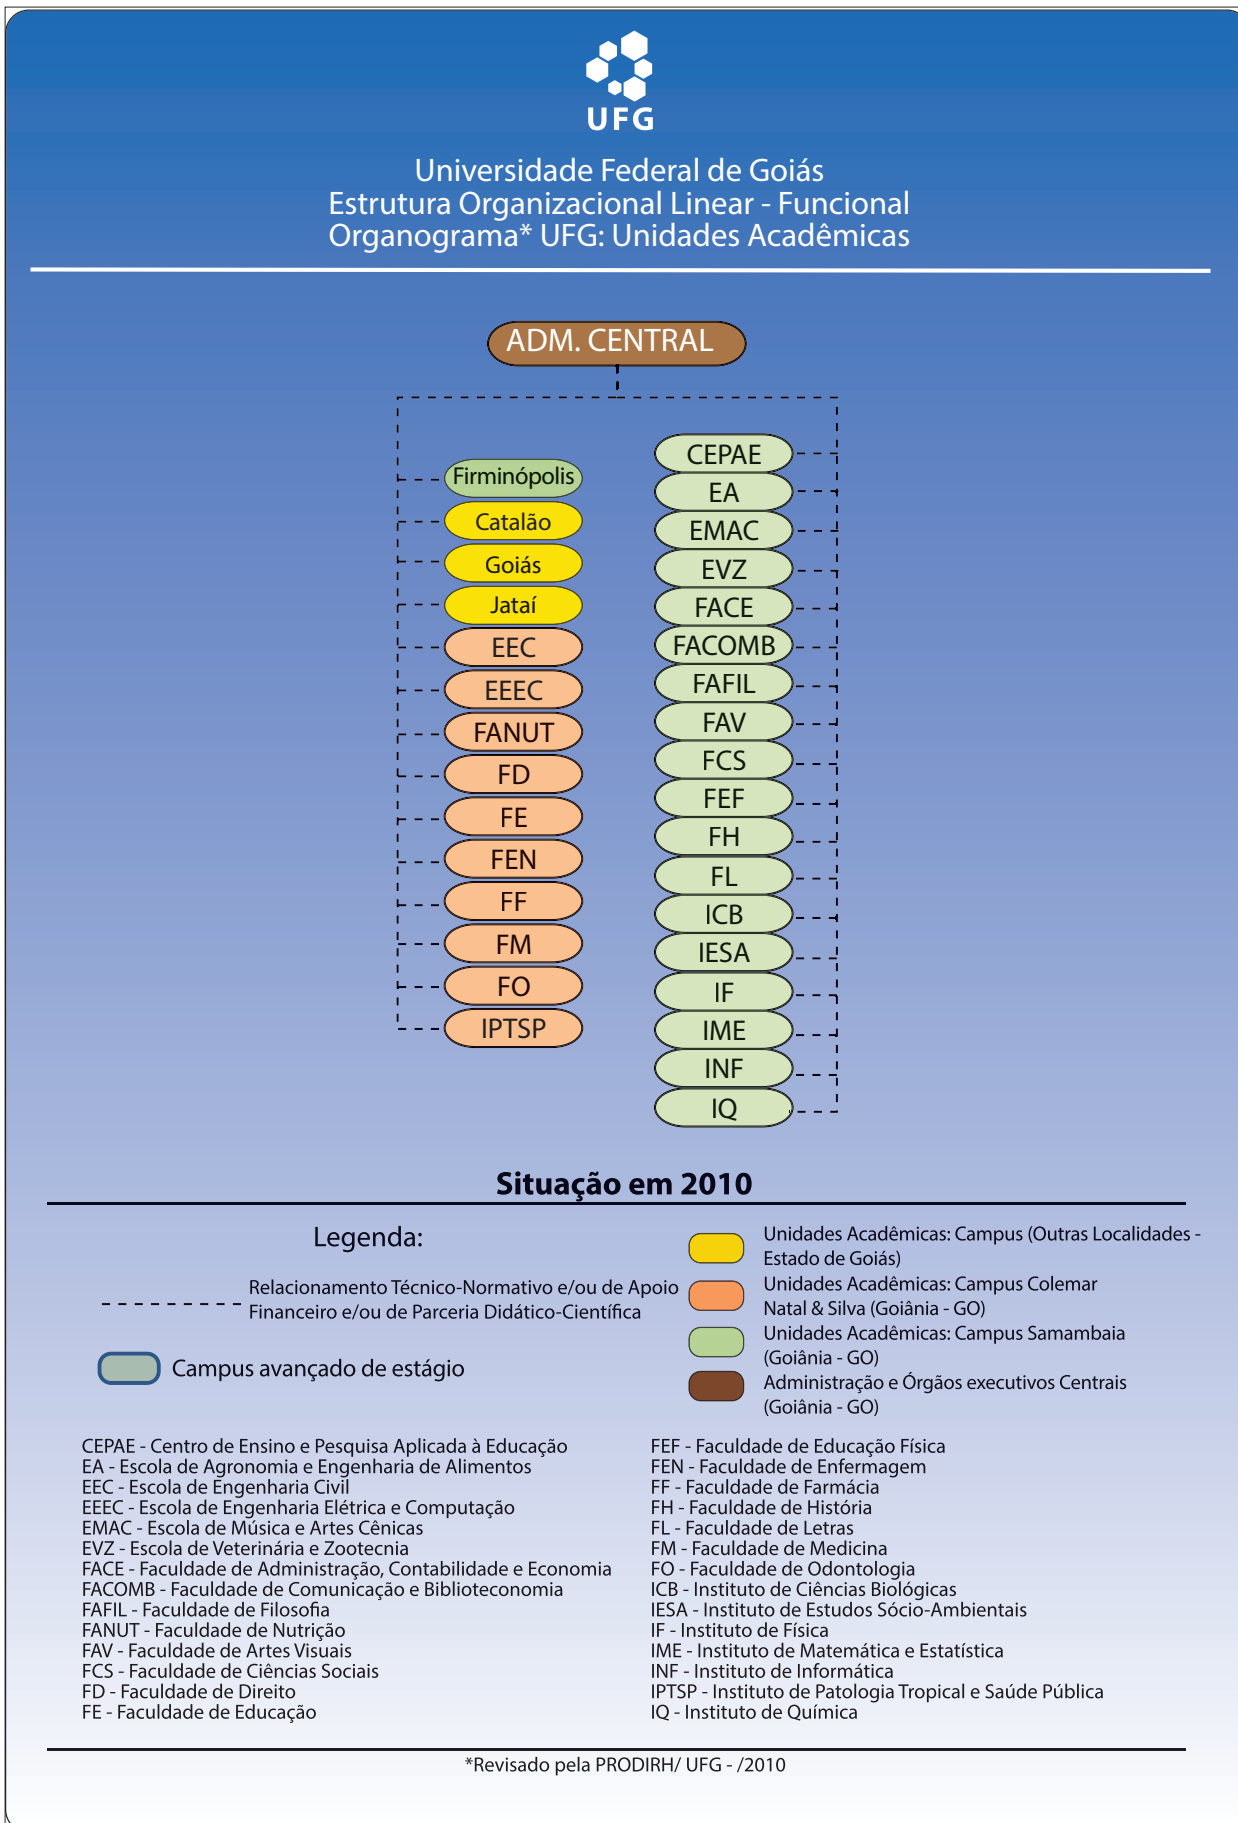 UFG
Universidade Federal de Goiás
Estrutura Organizacional Linear - Funcional
Organograma* UFG: Unidades Acadêmicas
ADM. CENTRAL
Firminópolis
Catalão
Goiás
Jataí
EEC
EEEC
FANUT
FD
FE
FEN
FF
FM
FO
IPTSP
CEPAE
EA
EMAC
EVZ
FACE
FACOMB
FAFIL
FAV
FCS
FEF
FH
FL
ICB
IESA
IF
IME
INF
IQ
Situação em 2010
Legenda:
Relacionamento Técnico-Normativo e/ou de Apoio
Financeiro e/ou de Parceria Didático-Científica
Campus avançado de estágio
Unidades Acadêmicas: Campus (Outras Localidades -
Estado de Goiás)
Unidades Acadêmicas: Campus Colemar
Natal & Silva (Goiânia - GO)
Unidades Acadêmicas: Campus Samambaia
(Goiânia - GO)
Administração e Órgãos executivos Centrais
(Goiânia - GO)
CEPAE - Centro de Ensino e Pesquisa Aplicada à Educação
EA - Escola de Agronomia e Engenharia de Alimentos
EEC - Escola de Engenharia Civil
EEEC - Escola de Engenharia Elétrica e Computação
EMAC - Escola de Música e Artes Cênicas
EVZ - Escola de Veterinária e Zootecnia
FACE - Faculdade de Administração, Contabilidade e Economia
FACOMB - Faculdade de Comunicação e Biblioteconomia
FAFIL - Faculdade de Filosofia
FANUT - Faculdade de Nutrição
FAV - Faculdade de Artes Visuais
FCS - Faculdade de Ciências Sociais
FD - Faculdade de Direito
FE - Faculdade de Educação
FEF - Faculdade de Educação Física
FEN - Faculdade de Enfermagem
FF - Faculdade de Farmácia
FH - Faculdade de História
FL - Faculdade de Letras
FM - Faculdade de Medicina
FO - Faculdade de Odontologia
ICB - Instituto de Ciências Biológicas
IESA - Instituto de Estudos Sócio-Ambientais
IF - Instituto de Física
IME - Instituto de Matemática e Estatística
INF - Instituto de Informática
IPTSP - Instituto de Patologia Tropical e Saúde Pública
IQ - Instituto de Química
*Revisado pela PRODIRH/ UFG - /2010